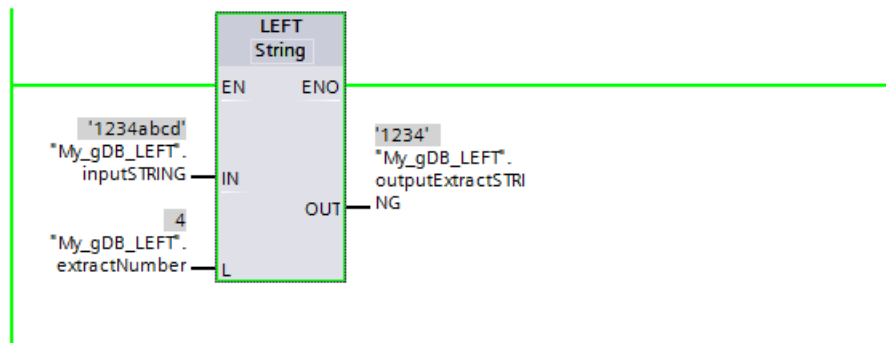 LEFT
String
EN ENO
'1234abcd'
"My_gDB_LEFT".
inputSTRING
IN
'1234'
"My_gDB_LEFT".
outputExtractSTRI
NG
OUT
4
"My_gDB_LEFT".
extractNumber
L